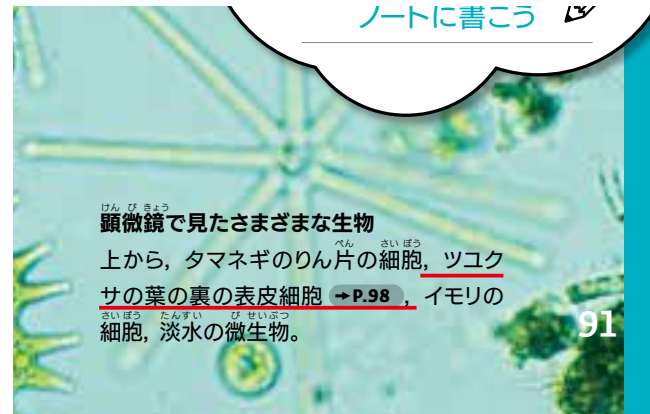 ノートに書こう
顕微鏡で見たさまざまな生物
上から，タマネギのりん片の細胞，ツユク
サの葉の裏の表皮細胞 →P.98 ，イモリの
細胞，淡水の微生物。
91